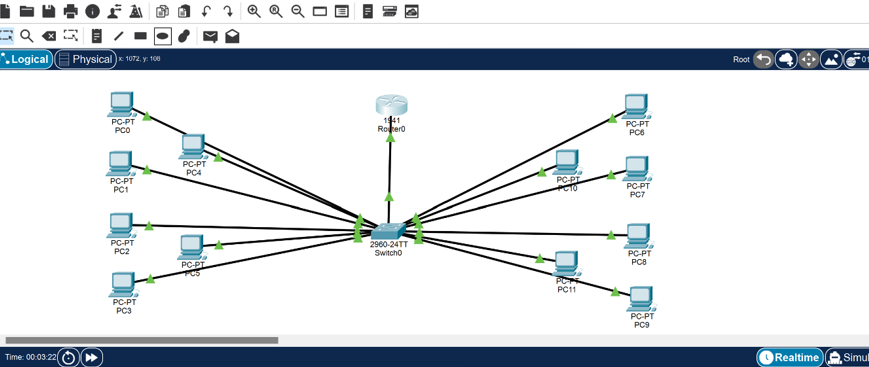 Logical
Physical
x: 1072, y: 108
Root
01
PC-PT
PC0
PC-PT
PC4
1941
Router0
PC-PT
PC6
PC-PT
PC1
PC-PT
PC10
PC-PT
PC7
PC-PT
PC2
PC-PT
PC5
2960-24TT
Switch0
PC-PT
PC8
PC-PT
PC3
PC-PT
PC11
PC-PT
PC9
Time: 00:03:22
Realtime
Simul